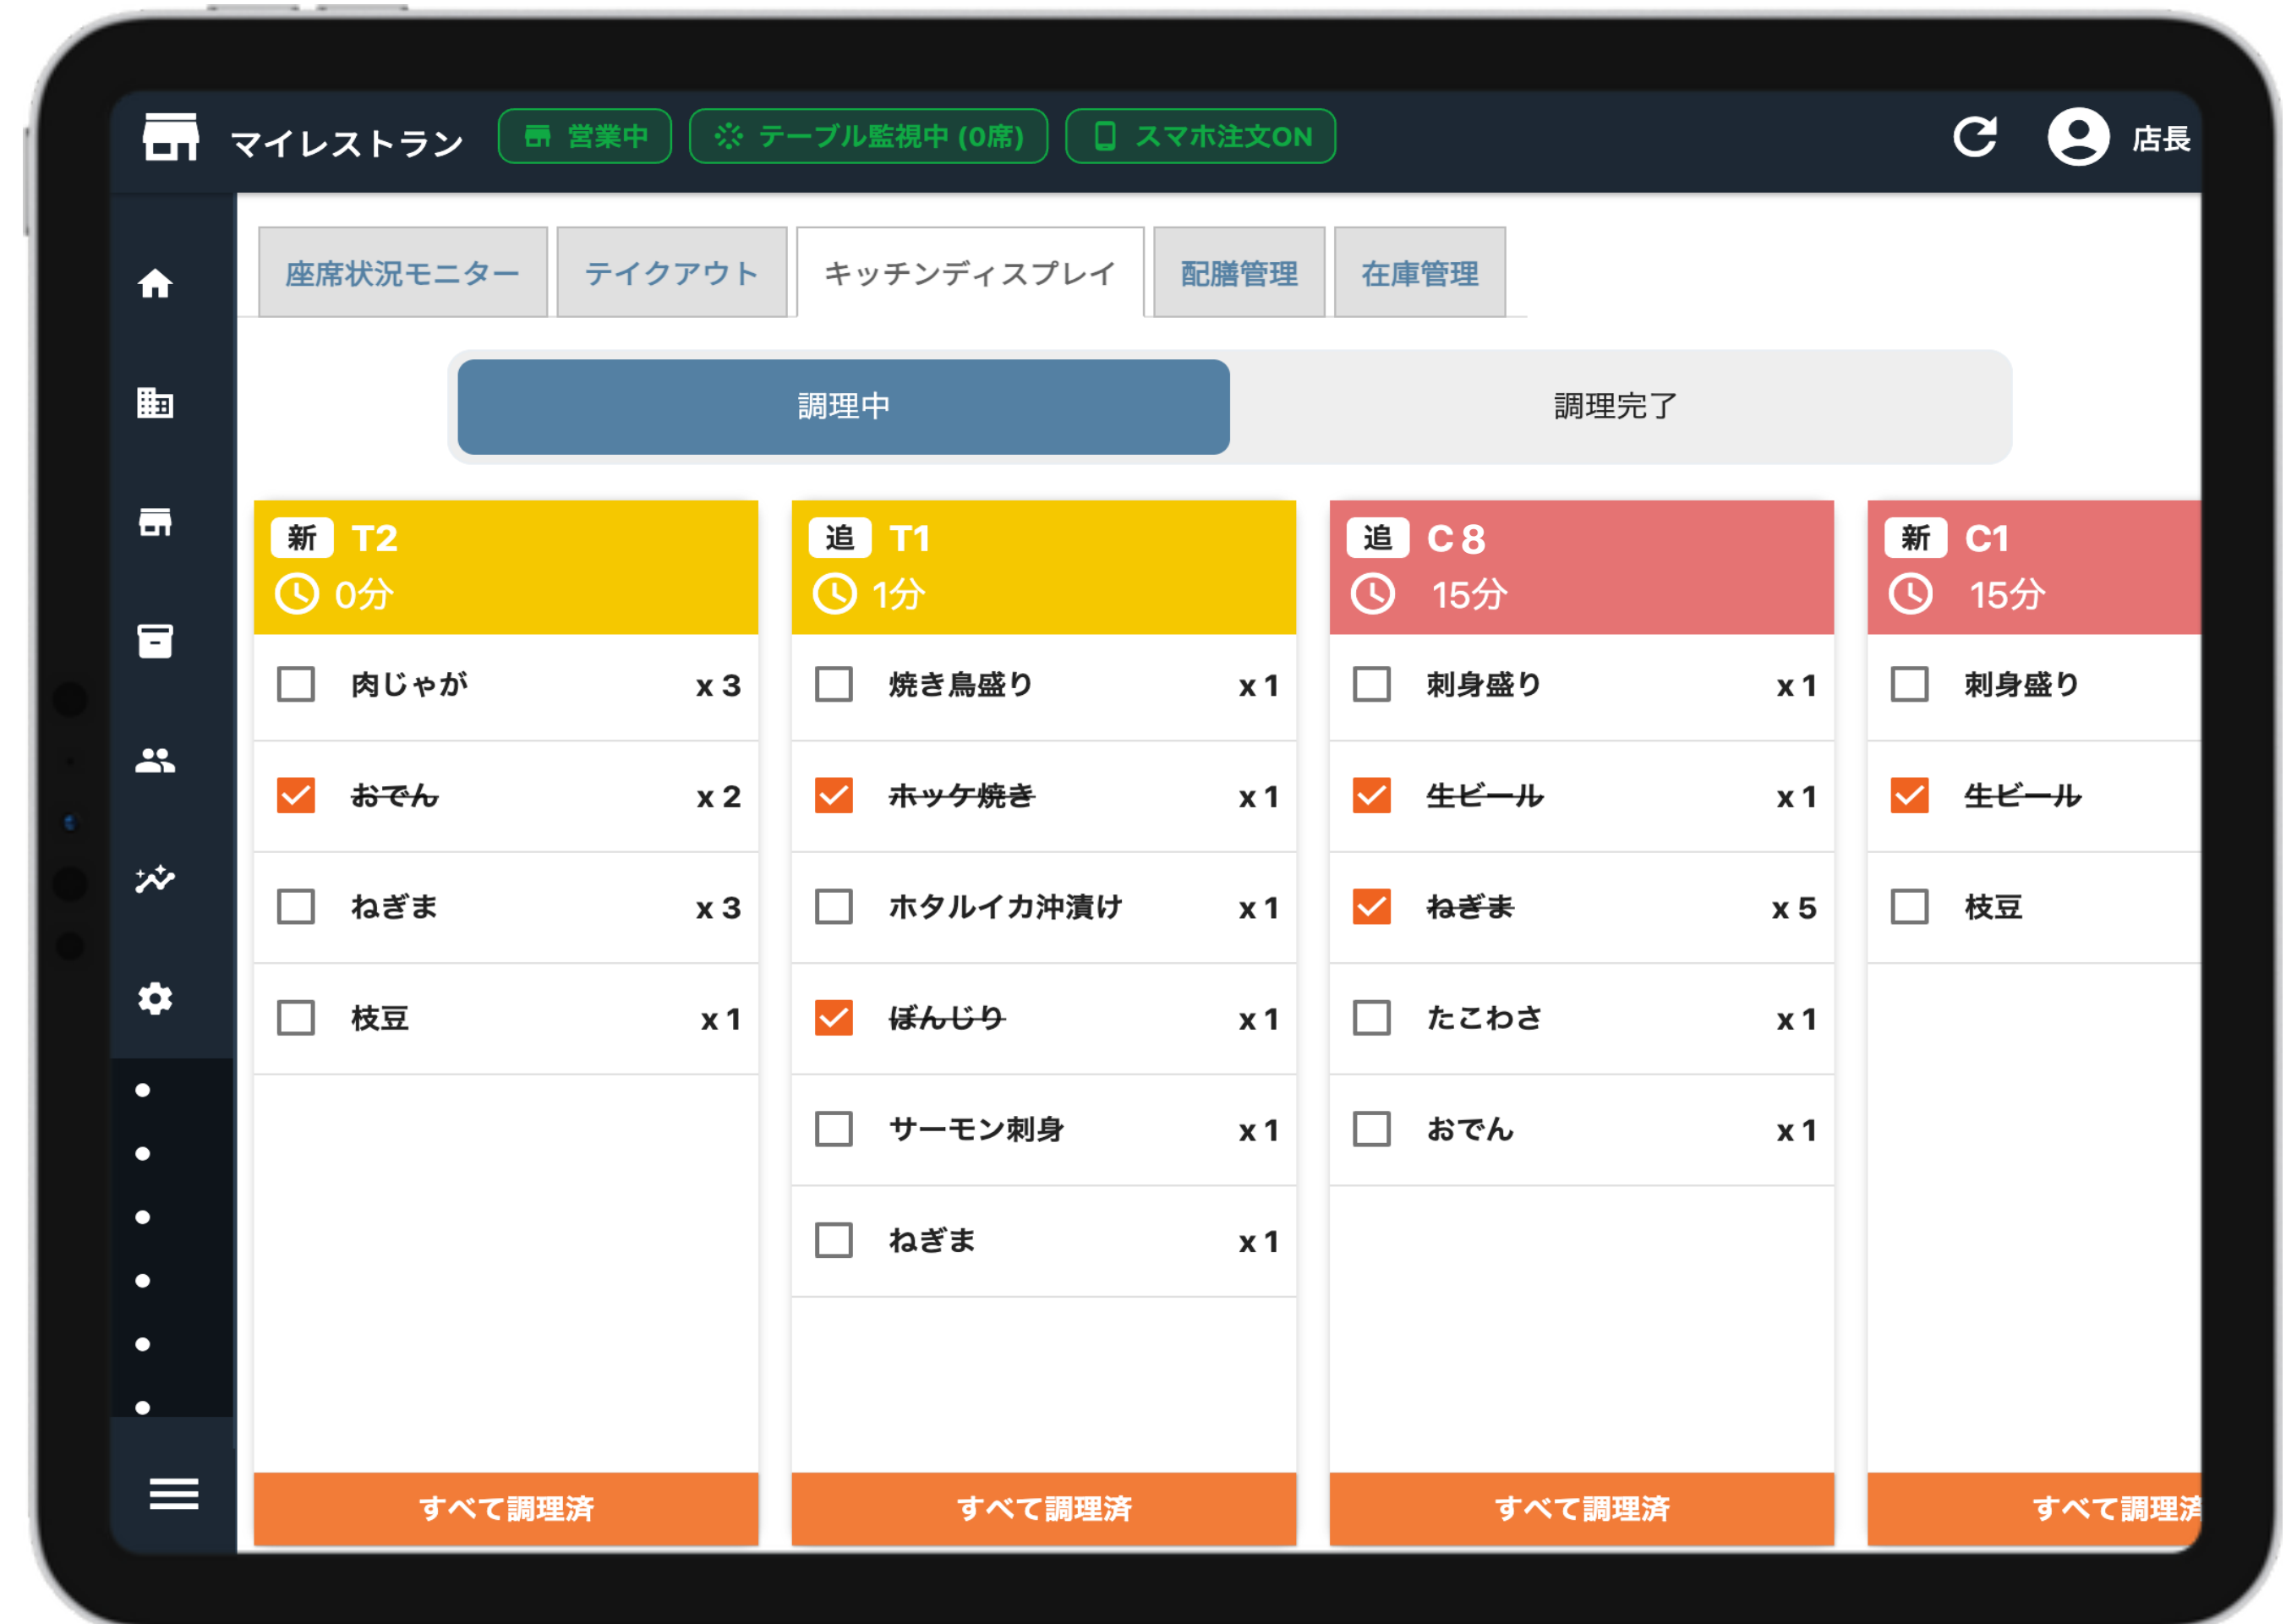 マイレストラン 営業中 テーブル監視中 (0席) スマホ注文ON 店長
座席状況モニター テイクアウト キッチンディスプレイ 配膳管理 在庫管理
調理中 調理完了
新 T2
0分
肉じゃが x 3
おでん x 2
ねぎま x 3
枝豆 x 1
すべて調理済
追 T1
1分
焼き鳥盛り x 1
ホッケ焼き x 1
ホタルイカ沖漬け x 1
ぼんじり x 1
サーモン刺身 x 1
ねぎま x 1
すべて調理済
追 C 8
15分
刺身盛り x 1
生ビール x 1
ねぎま x 5
たこわさ x 1
おでん x 1
すべて調理済
新 C1
15分
刺身盛り
生ビール
枝豆
すべて調理済